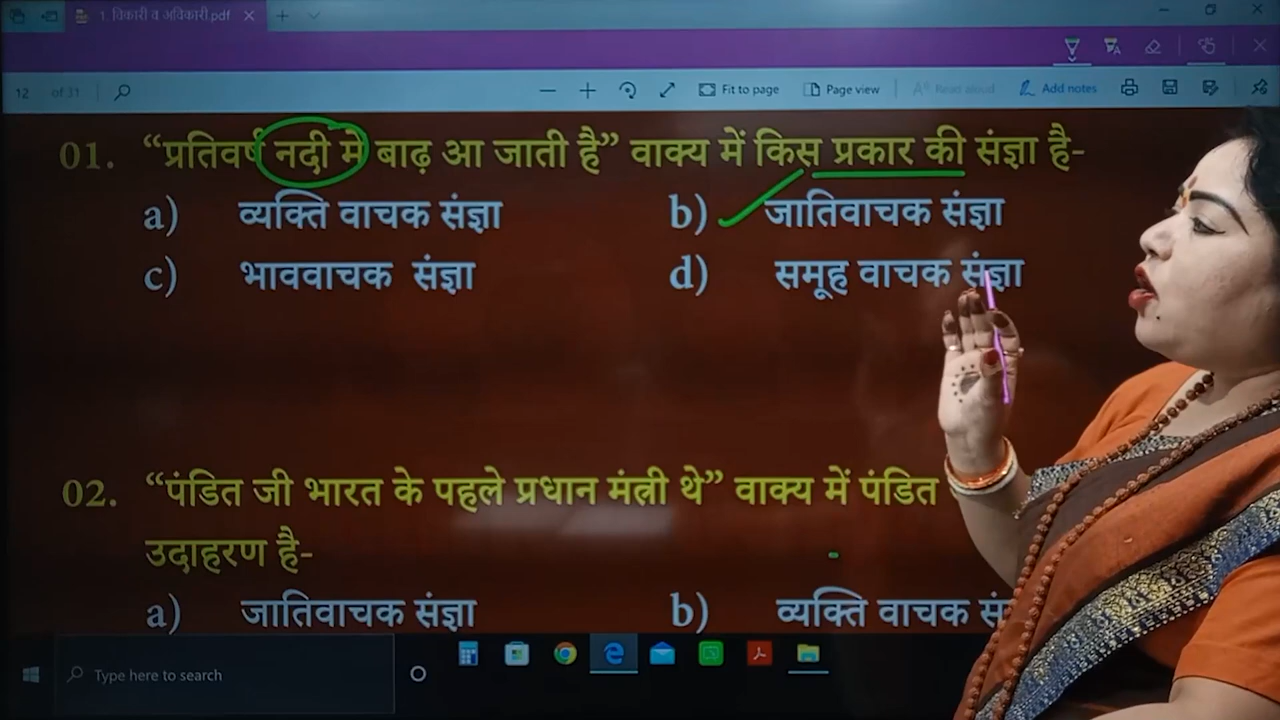 1. विकारी व अविकारी.pdf
12 of 31 Fit to page Page view Read aloud Add notes
01. “प्रतिवर्ष नदी मे बाढ़ आ जाती है” वाक्य में किस प्रकार की संज्ञा है-
a) व्यक्ति वाचक संज्ञा b) जातिवाचक संज्ञा
c) भाववाचक संज्ञा d) समूह वाचक संज्ञा
02. “पंडित जी भारत के पहले प्रधान मंत्री थे” वाक्य में पंडित
उदाहरण है-
a) जातिवाचक संज्ञा b) व्यक्ति वाचक
Type here to search